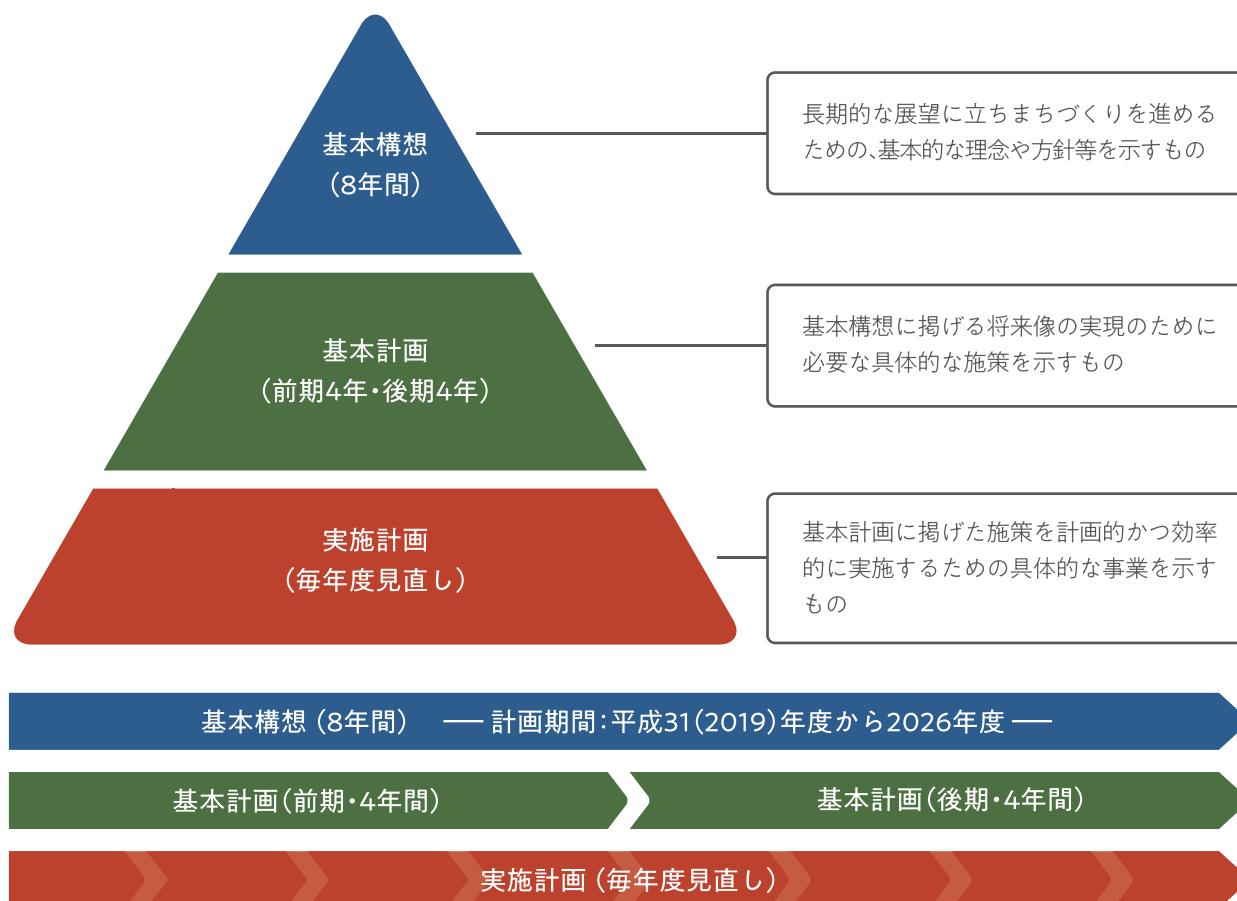 基本構想
（8年間）
長期的な展望に立ちまちづくりを進める
ための、基本的な理念や方針等を示すもの
基本計画
（前期4年・後期4年）
基本構想に掲げる将来像の実現のために
必要な具体的な施策を示すもの
実施計画
（毎年度見直し）
基本計画に掲げた施策を計画的かつ効率
的に実施するための具体的な事業を示す
もの
基本構想（8年間） ── 計画期間：平成31（2019）年度から2026年度 ──
基本計画（前期・4年間） 基本計画（後期・4年間）
実施計画（毎年度見直し）